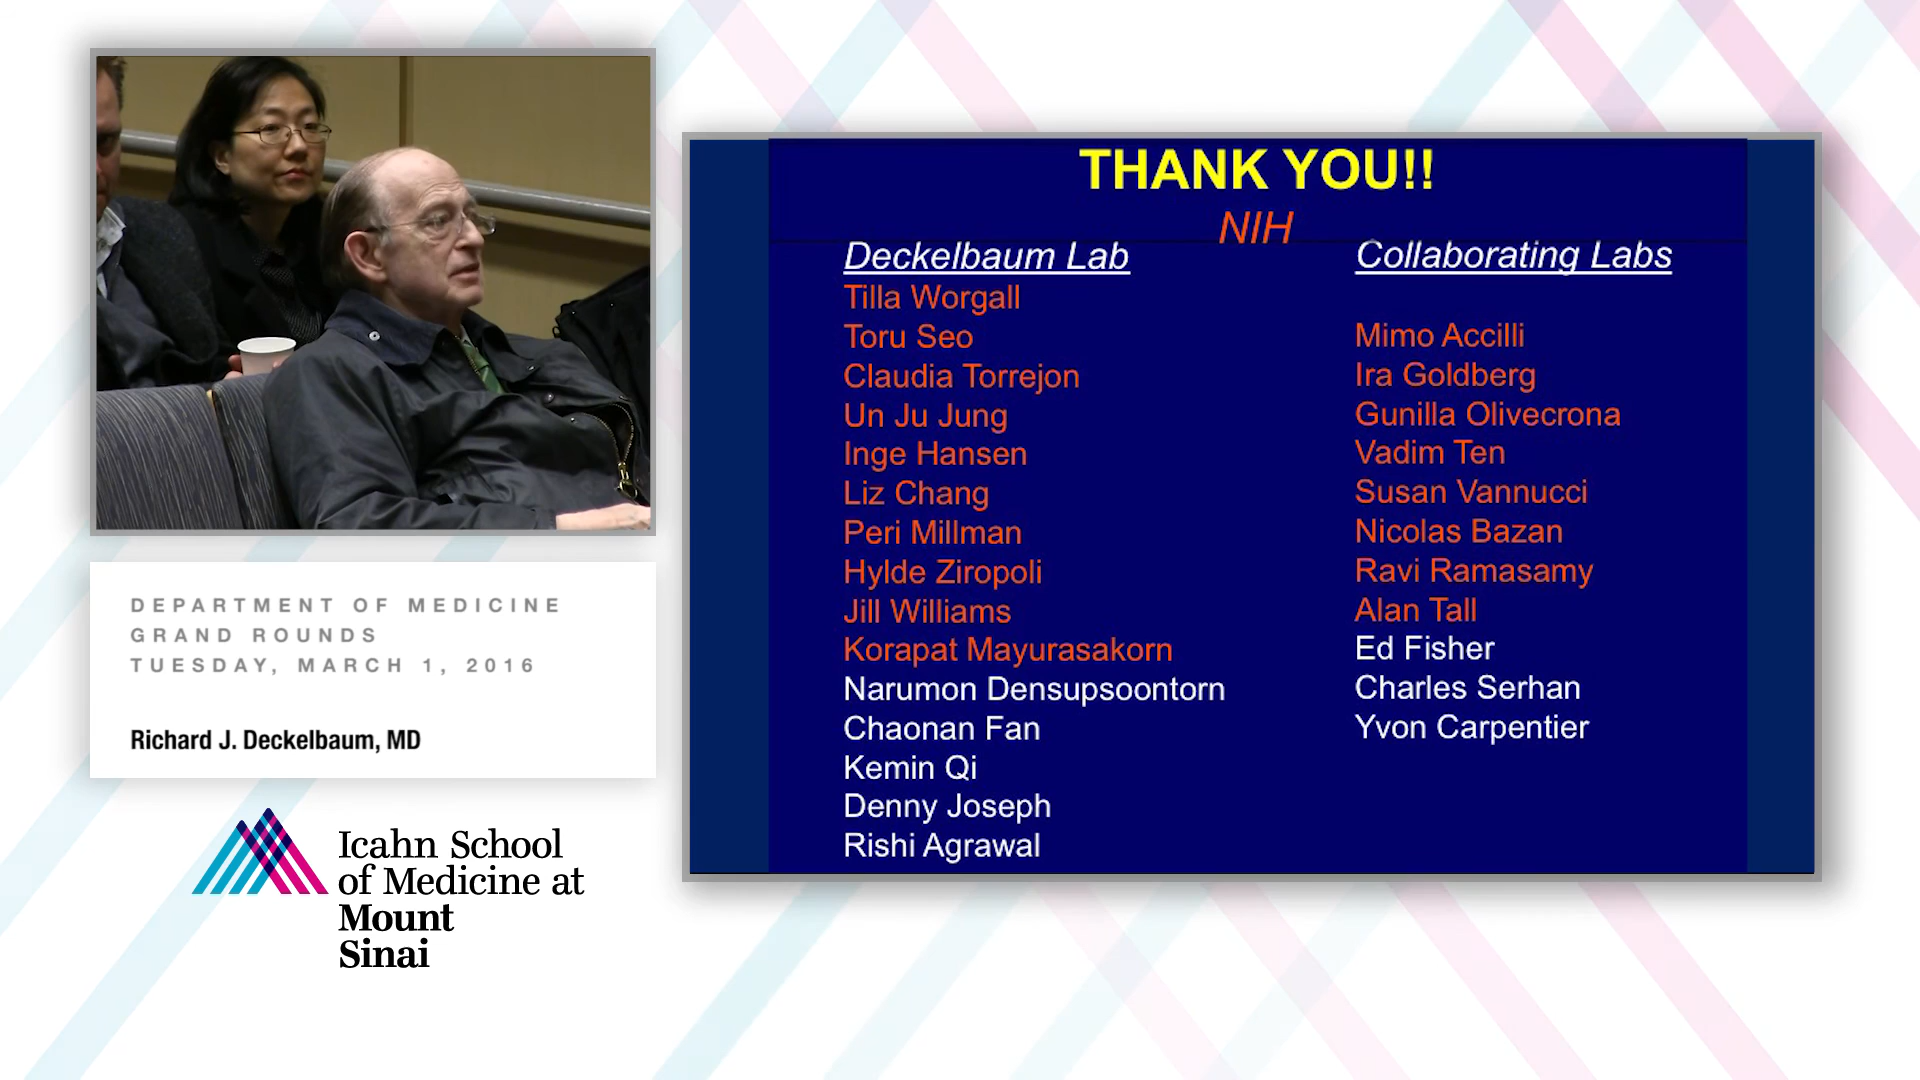 DEPARTMENT OF MEDICINE
GRAND ROUNDS
TUESDAY, MARCH 1, 2016
Richard J. Deckelbaum, MD
Icahn School
of Medicine at
Mount
Sinai
THANK YOU!!
NIH
Deckelbaum Lab
Tilla Worgall
Toru Seo
Claudia Torrejon
Un Ju Jung
Inge Hansen
Liz Chang
Peri Millman
Hylde Ziropoli
Jill Williams
Korapat Mayurasakorn
Narumon Densupsoontorn
Chaonan Fan
Kemin Qi
Denny Joseph
Rishi Agrawal
Collaborating Labs
Mimo Accilli
Ira Goldberg
Gunilla Olivecrona
Vadim Ten
Susan Vannucci
Nicolas Bazan
Ravi Ramasamy
Alan Tall
Ed Fisher
Charles Serhan
Yvon Carpentier